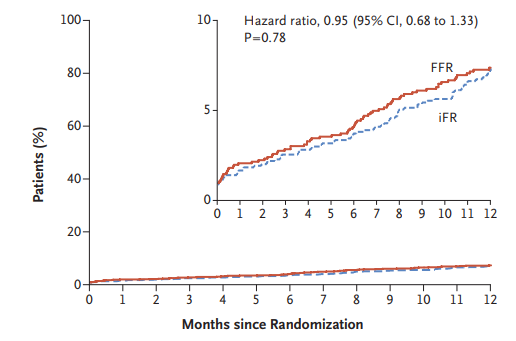 Hazard ratio, 0.95 (95% CI, 0.68 to 1.33)
P=0.78
FFR
iFR
10
5
0
0 1 2 3 4 5 6 7 8 9 10 11 12
Patients (%)
100
80
60
40
20
0
0 1 2 3 4 5 6 7 8 9 10 11 12
Months since Randomization